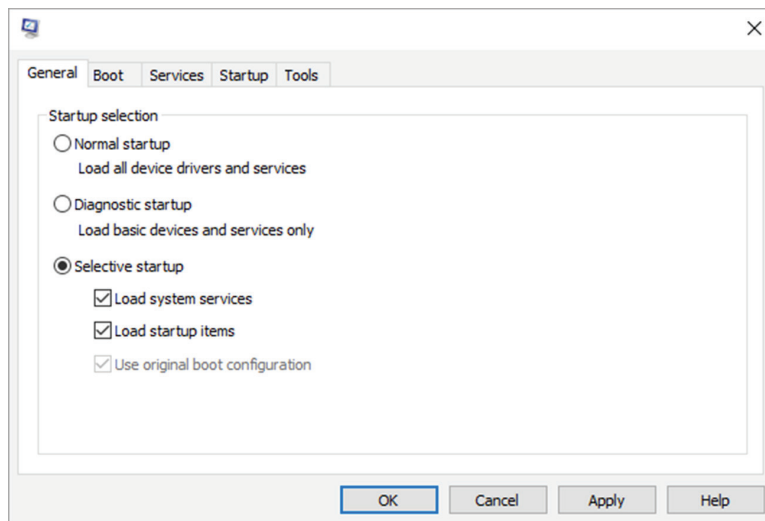 General Boot Services Startup Tools
Startup selection
Normal startup
Load all device drivers and services
Diagnostic startup
Load basic devices and services only
Selective startup
Load system services
Load startup items
Use original boot configuration
OK Cancel Apply Help